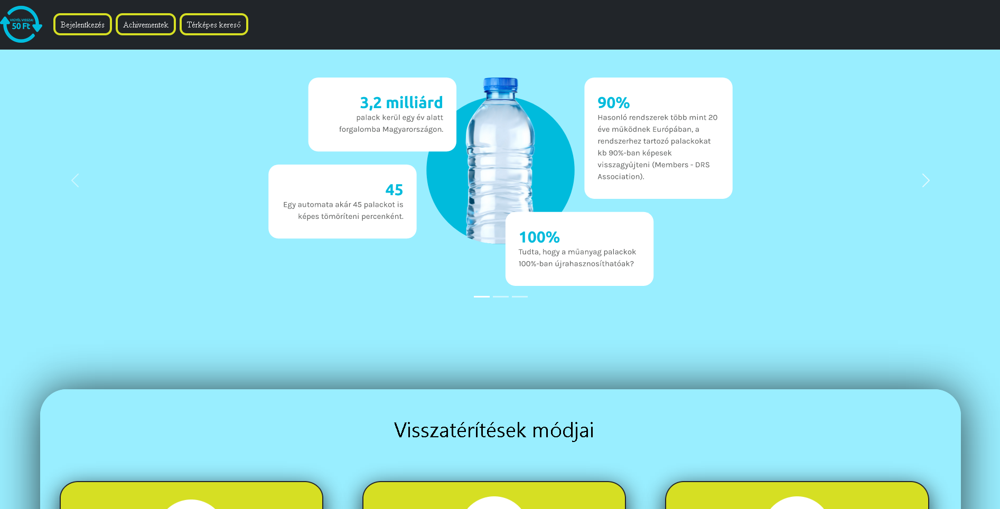 VIGYÉL VISSZA!
50 Ft
Bejelentkezés
Achivementek
Térképes kereső
3,2 milliárd
palack kerül egy év alatt
forgalomba Magyarországon.
45
Egy automata akár 45 palackot is
képes tömöríteni percenként.
90%
Hasonló rendszerek több mint 20
éve működnek Európában, a
rendszerhez tartozó palackokat
kb 90%-ban képesek
visszagyűjteni (Members - DRS
Association).
100%
Tudta, hogy a műanyag palackok
100%-ban újrahasznosíthatóak?
Visszatérítések módjai